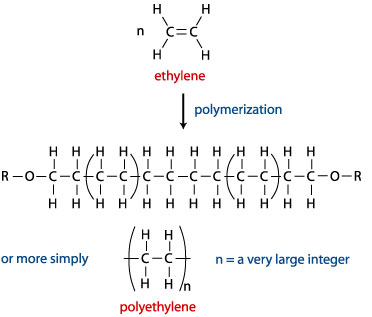 H H
n C=C
H H
ethylene
polymerization
H H H H H H H H H H H H
R–O–C–C(–C–C–)C–C–C–C(–C–C–)C–C–O–R
H H H H H H H H H H H H
H H
or more simply (–C–C–)n n = a very large integer
H H
polyethylene